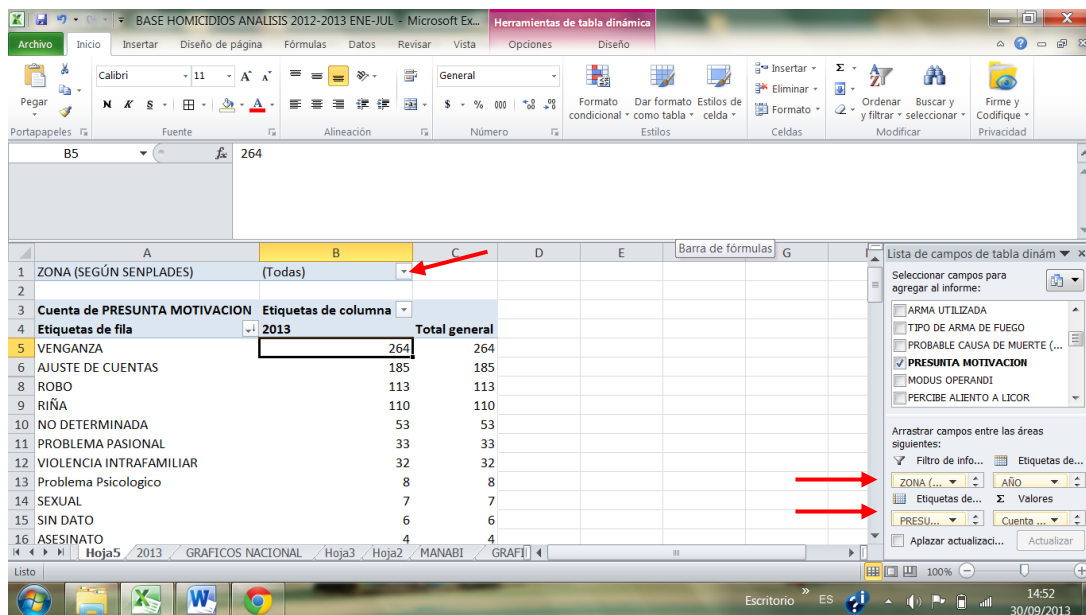 BASE HOMICIDIOS ANALISIS 2012-2013 ENE-JUL - Microsoft Ex...
Herramientas de tabla dinámica
Archivo Inicio Insertar Diseño de página Fórmulas Datos Revisar Vista Opciones Diseño
Pegar
Calibri 11 General
N K S $ % 000
Formato condicional
Dar formato como tabla
Estilos de celda
Insertar
Eliminar
Formato
Ordenar y filtrar
Buscar y seleccionar
Firme y Codifique
Portapapeles Fuente Alineación Número Estilos Celdas Modificar Privacidad
B5 fx 264
Barra de fórmulas
A B C D E G
1 ZONA (SEGÚN SENPLADES) (Todas)
2
3 Cuenta de PRESUNTA MOTIVACION Etiquetas de columna
4 Etiquetas de fila 2013 Total general
5 VENGANZA 264 264
6 AJUSTE DE CUENTAS 185 185
8 ROBO 113 113
9 RIÑA 110 110
10 NO DETERMINADA 53 53
11 PROBLEMA PASIONAL 33 33
12 VIOLENCIA INTRAFAMILIAR 32 32
13 Problema Psicologico 8 8
14 SEXUAL 7 7
15 SIN DATO 6 6
16 ASESINATO 4 4
Lista de campos de tabla dinám
Seleccionar campos para
agregar al informe:
ARMA UTILIZADA
TIPO DE ARMA DE FUEGO
PROBABLE CAUSA DE MUERTE (...
PRESUNTA MOTIVACION
MODUS OPERANDI
PERCIBE ALIENTO A LICOR
Arrastrar campos entre las áreas
siguientes:
Filtro de info... Etiquetas de...
ZONA (... AÑO
Etiquetas de... Σ Valores
PRESU... Cuenta ...
Aplazar actualizaci... Actualizar
Hoja5 2013 GRAFICOS NACIONAL Hoja3 Hoja2 MANABI GRAFI
Listo 100%
Escritorio » ES 14:52
30/09/2013